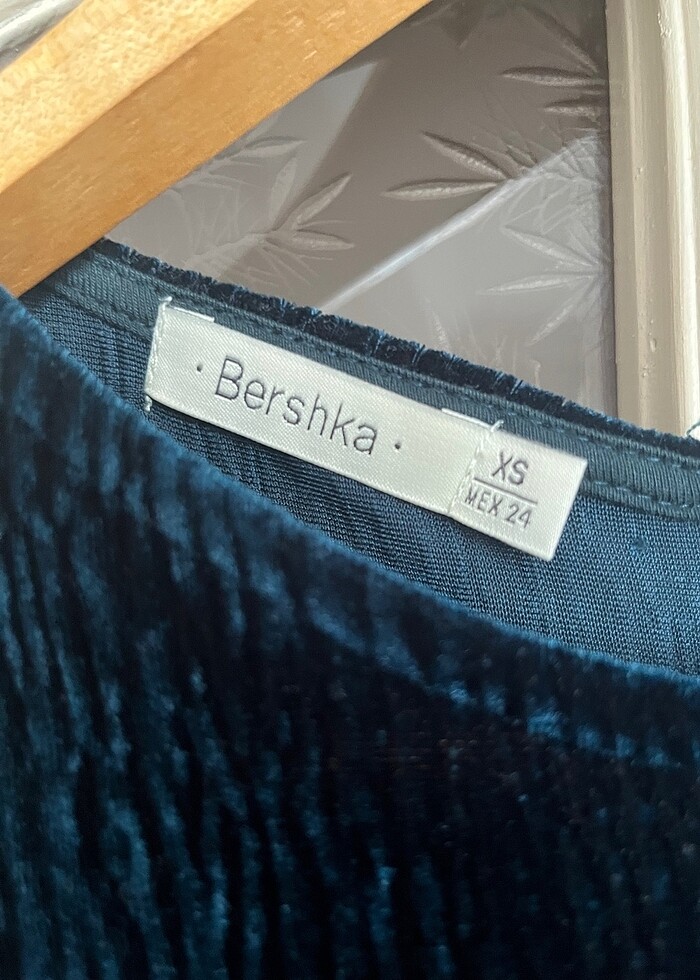 · Bershka ·
XS
MEX 24